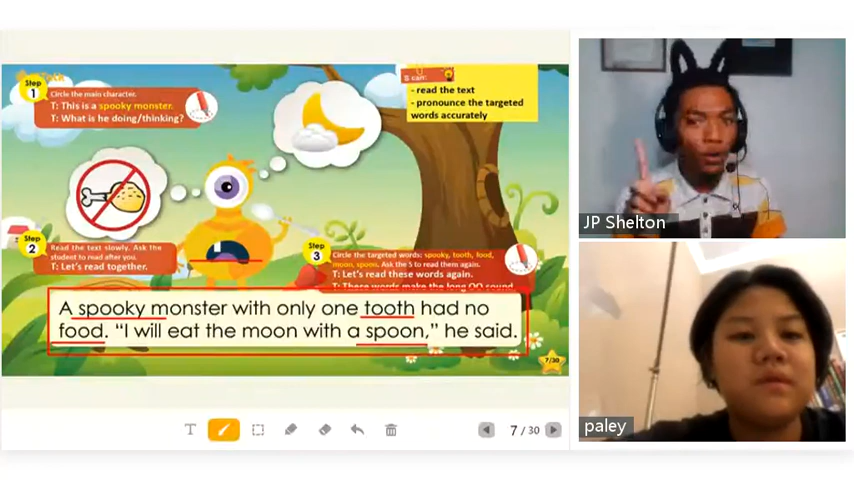 Step
1
Circle the main character.
T: This is a spooky monster.
T: What is he doing/thinking?
S can:
- read the text
- pronounce the targeted
words accurately
Step
2
Read the text slowly. Ask the
student to read after you.
T: Let's read together.
Step
3
Circle the targeted words: spooky, tooth, food,
moon, spoon. Ask the S to read them again.
T: Let's read these words again.
T: These words make the long OO sound
A spooky monster with only one tooth had no
food. “I will eat the moon with a spoon,” he said.
7/30
T
7 / 30
JP Shelton
paley